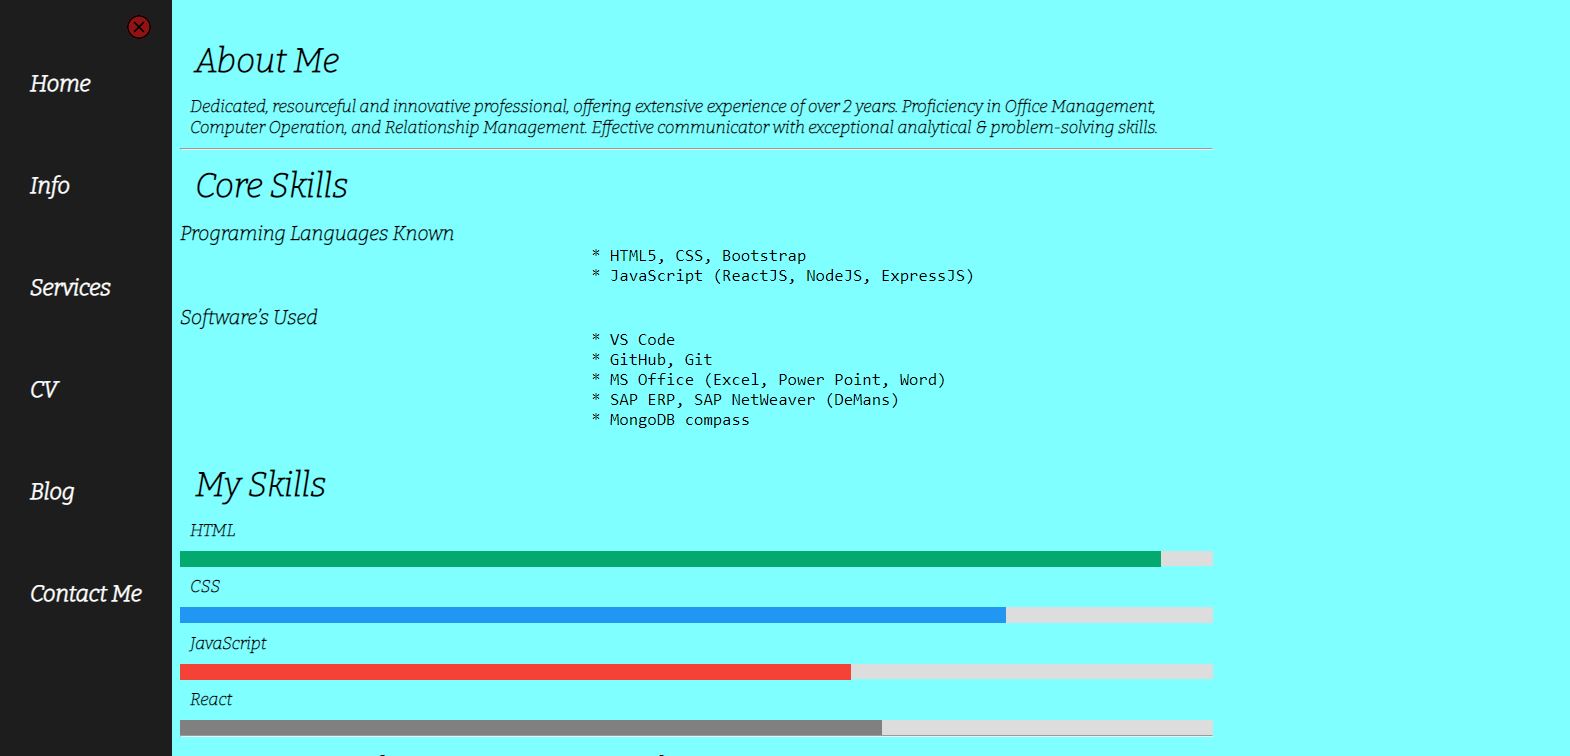 Home
Info
Services
CV
Blog
Contact Me
About Me
Dedicated, resourceful and innovative professional, offering extensive experience of over 2 years. Proficiency in Office Management,
Computer Operation, and Relationship Management. Effective communicator with exceptional analytical & problem-solving skills.
Core Skills
Programing Languages Known
* HTML5, CSS, Bootstrap
* JavaScript (ReactJS, NodeJS, ExpressJS)
Software's Used
* VS Code
* GitHub, Git
* MS Office (Excel, Power Point, Word)
* SAP ERP, SAP NetWeaver (DeMans)
* MongoDB compass
My Skills
HTML
CSS
JavaScript
React